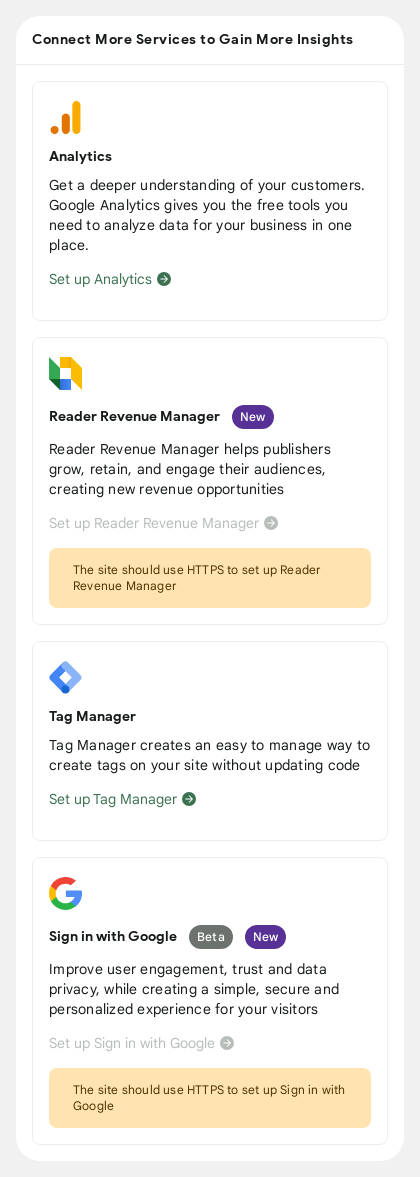 Connect More Services to Gain More Insights
Analytics
Get a deeper understanding of your customers.
Google Analytics gives you the free tools you
need to analyze data for your business in one
place.
Set up Analytics
Reader Revenue Manager New
Reader Revenue Manager helps publishers
grow, retain, and engage their audiences,
creating new revenue opportunities
Set up Reader Revenue Manager
The site should use HTTPS to set up Reader
Revenue Manager
Tag Manager
Tag Manager creates an easy to manage way to
create tags on your site without updating code
Set up Tag Manager
Sign in with Google Beta New
Improve user engagement, trust and data
privacy, while creating a simple, secure and
personalized experience for your visitors
Set up Sign in with Google
The site should use HTTPS to set up Sign in with
Google